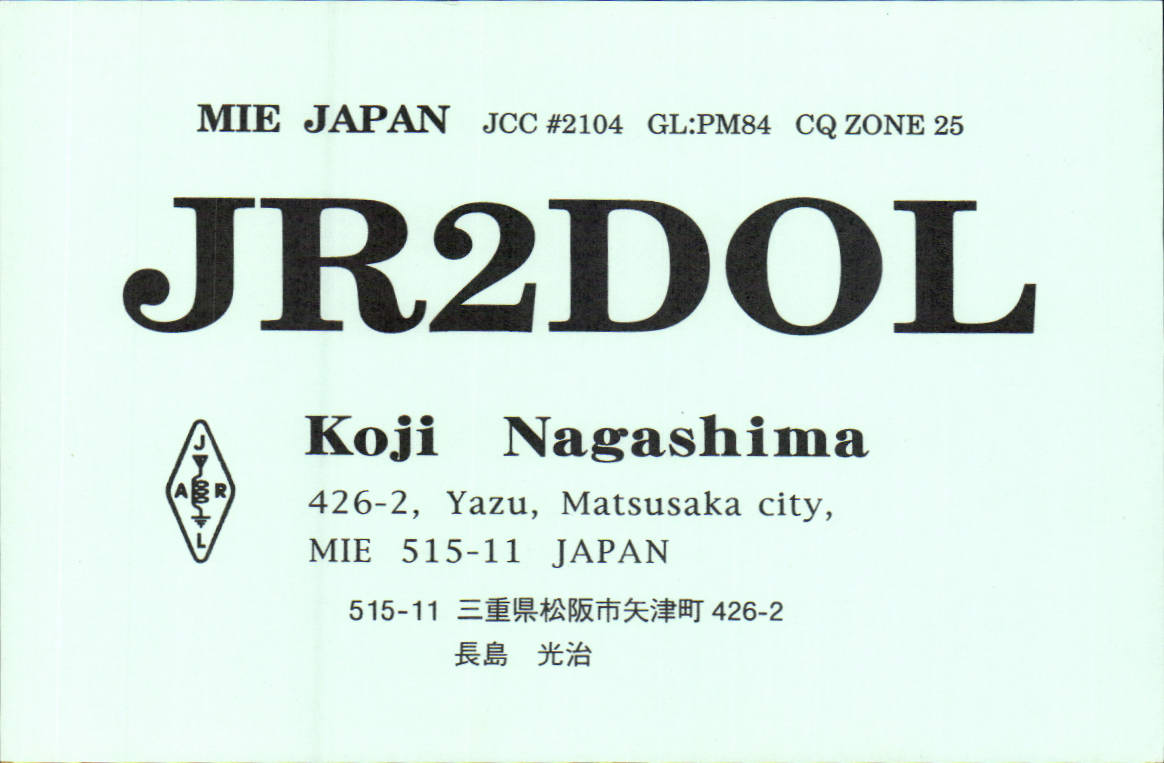 MIE JAPAN JCC #2104 GL:PM84 CQ ZONE 25
JR2DOL
J
A R
L
Koji Nagashima
426-2, Yazu, Matsusaka city,
MIE 515-11 JAPAN
515-11 三重県松阪市矢津町 426-2
長島 光治